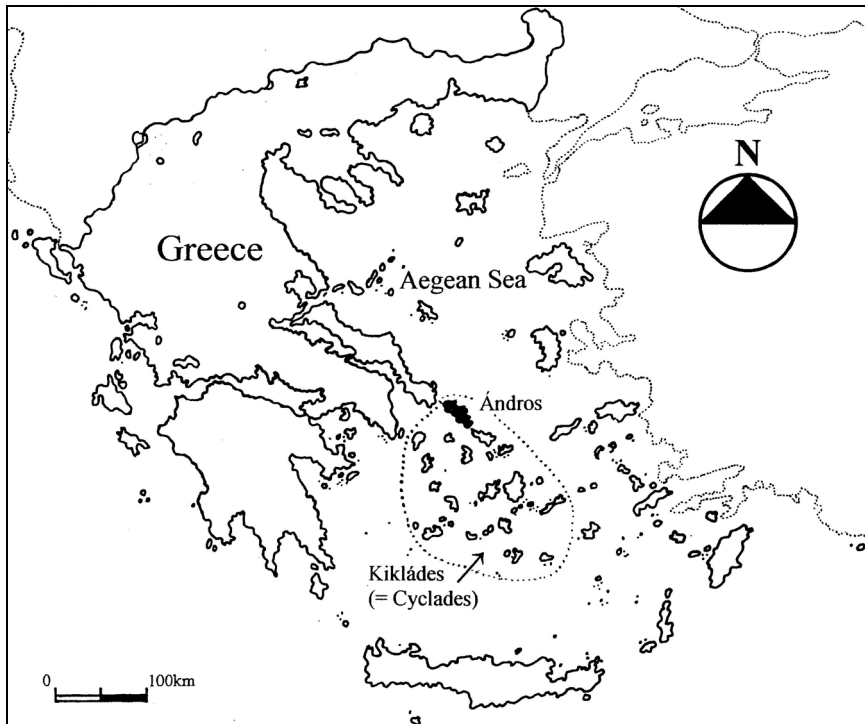 N
Greece
Aegean Sea
Ándros
Kikládes
(= Cyclades)
0 100km